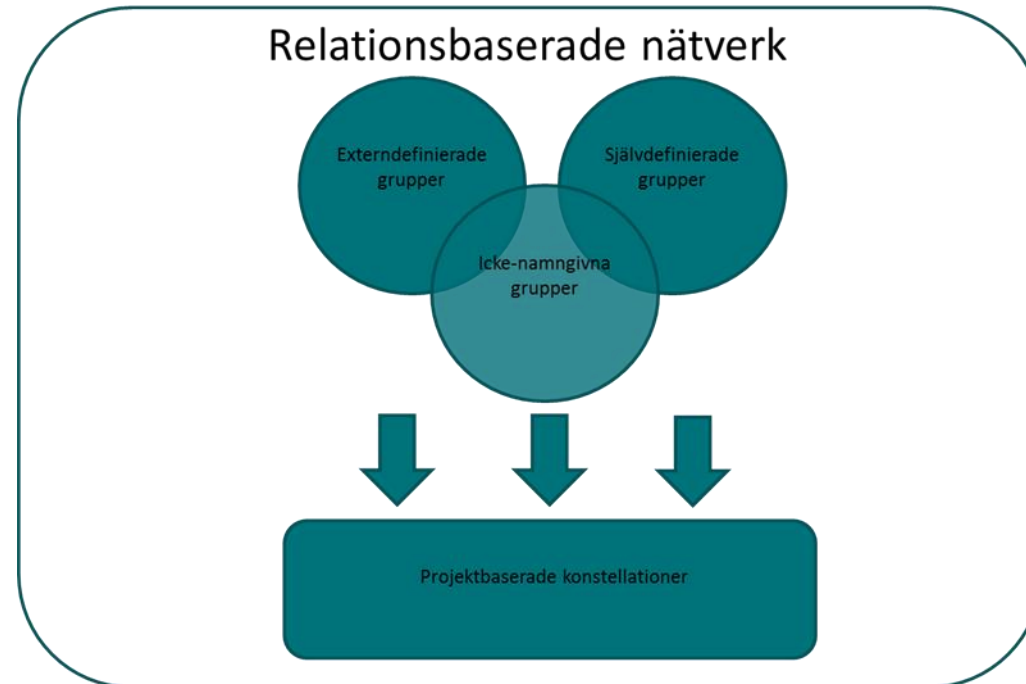 Relationsbaserade nätverk
Externdefinierade
grupper
Självdefinierade
grupper
Icke-namngivna
grupper
Projektbaserade konstellationer